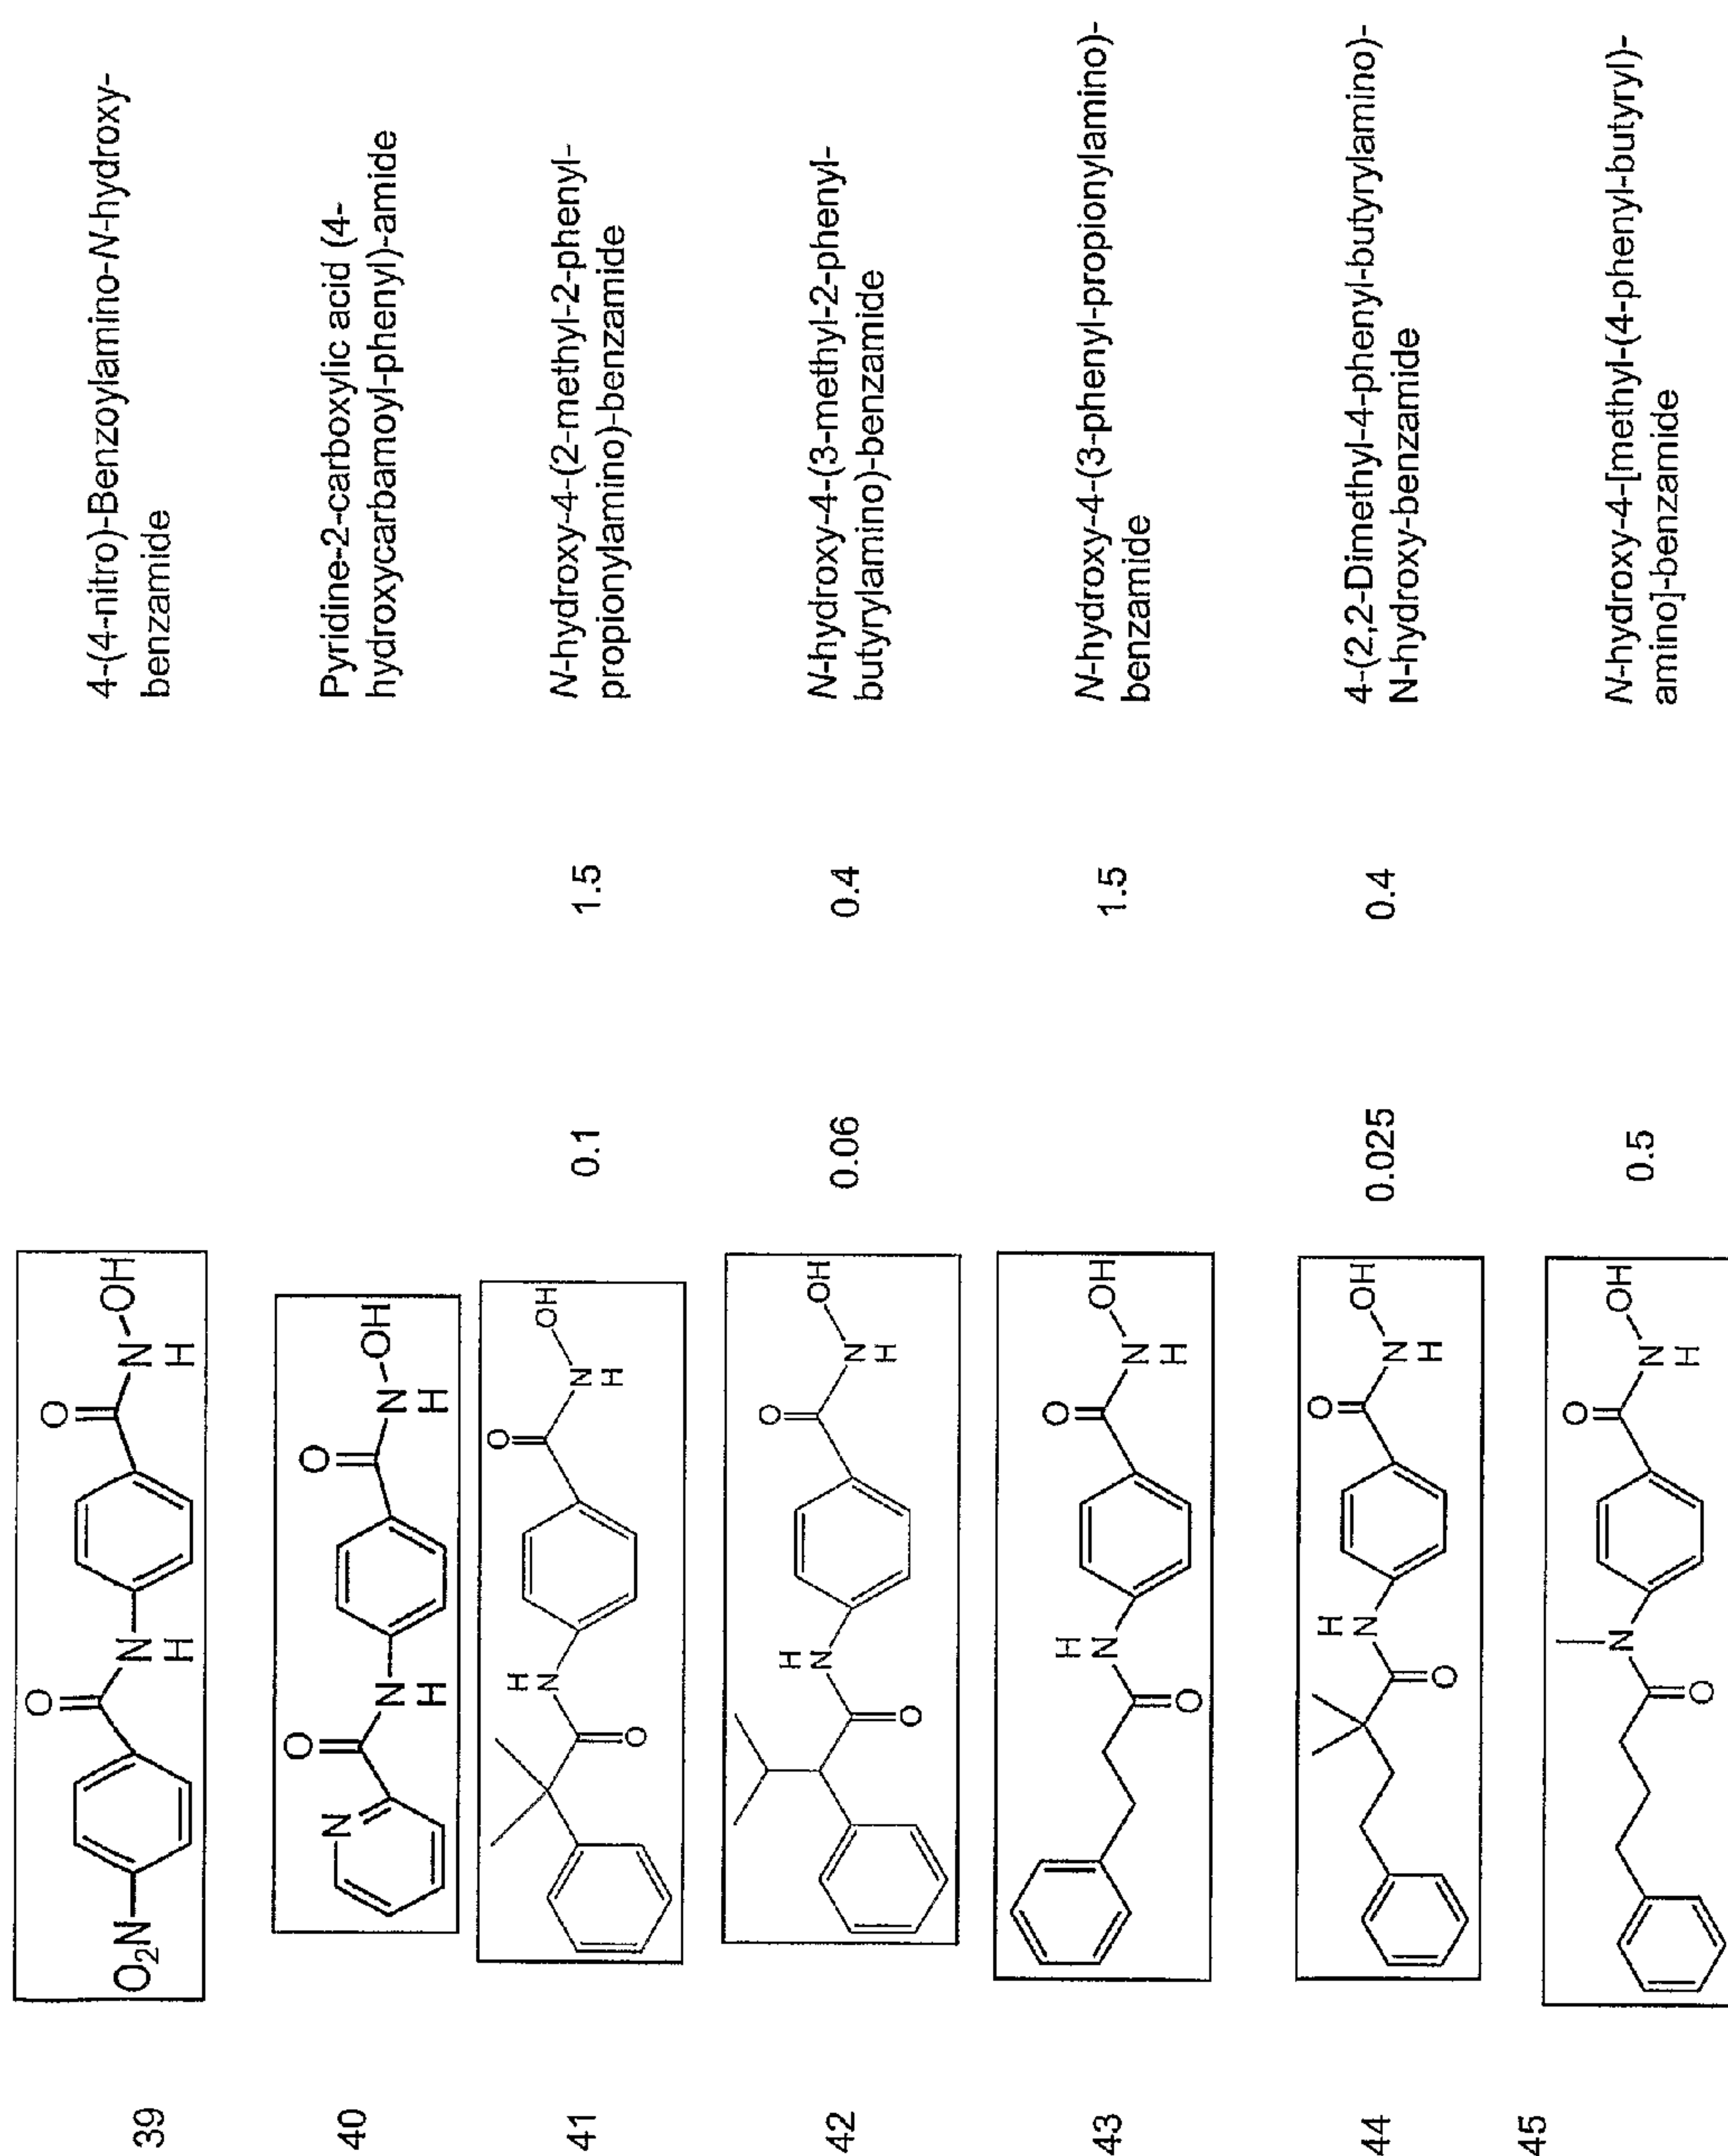 39
O O
O₂N N N OH
H H
4-(4-nitro)-Benzoylamino-N-hydroxy-
benzamide
40
O O
N N N OH
H H
Pyridine-2-carboxylic acid (4-
hydroxycarbamoyl-phenyl)-amide
41
H O
N N OH
O H
0.1
1.5
N-hydroxy-4-(2-methyl-2-phenyl-
propionylamino)-benzamide
42
H O
N N OH
O H
0.06
0.4
N-hydroxy-4-(3-methyl-2-phenyl-
butyrylamino)-benzamide
43
H O
N N OH
O H
1.5
N-hydroxy-4-(3-phenyl-propionylamino)-
benzamide
44
H O
N N OH
O H
0.025
0.4
4-(2,2-Dimethyl-4-phenyl-butyrylamino)-
N-hydroxy-benzamide
45
O
N N OH
O H
0.5
N-hydroxy-4-[methyl-(4-phenyl-butyryl)-
amino]-benzamide